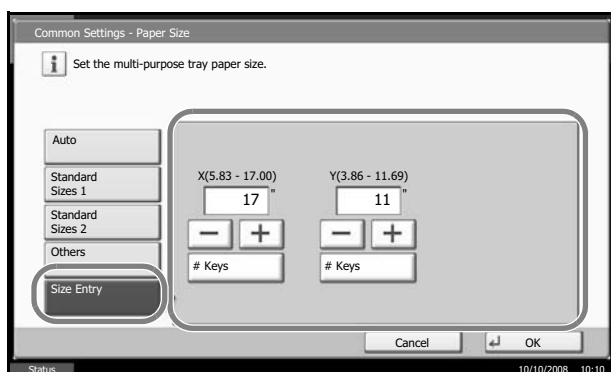 Common Settings - Paper Size
Set the multi-purpose tray paper size.
Auto
Standard
Sizes 1
Standard
Sizes 2
Others
Size Entry
X(5.83 - 17.00)
17 "
Y(3.86 - 11.69)
11 "
# Keys
# Keys
Cancel
OK
Status
10/10/2008 10:10